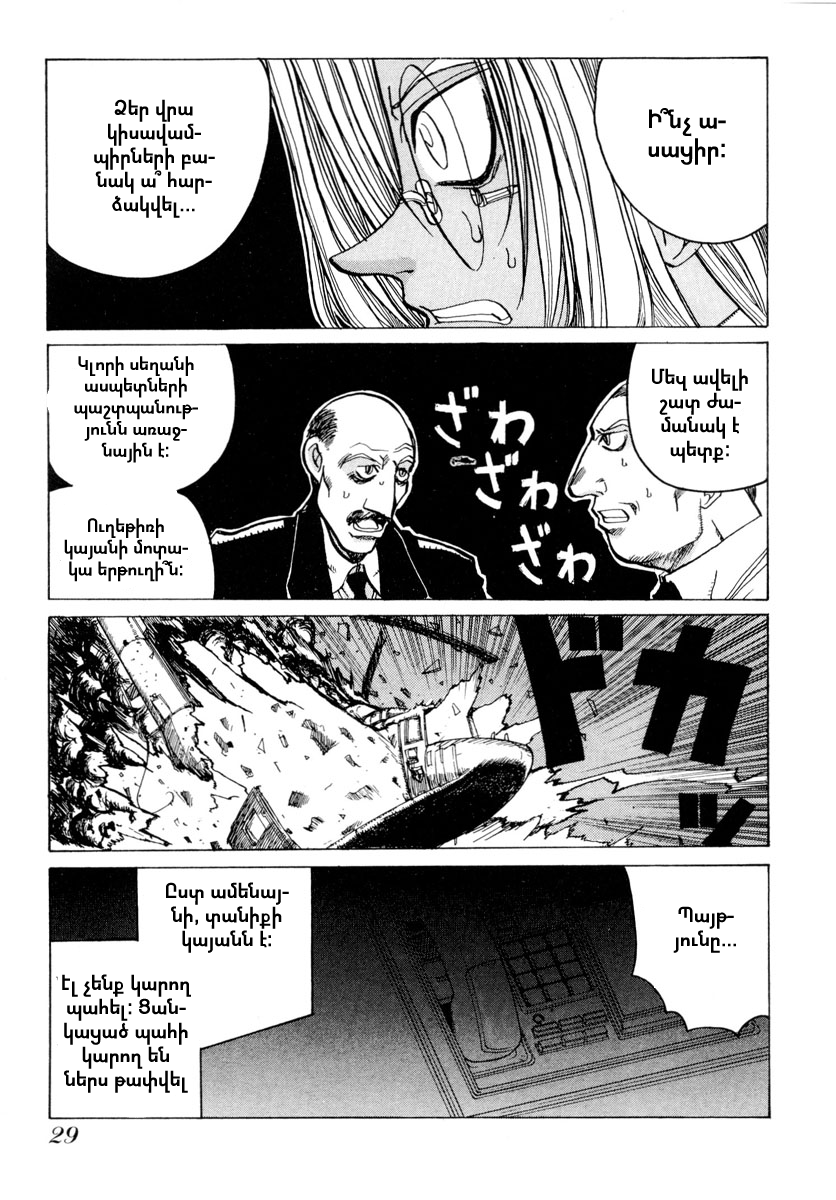 Ի՞նչ ա-
սացիր:
Ձեր վրա
կիսավամ-
պիրների բա-
նակ ա՞ հար-
ձակվել...
Մեկ ավելի
շատ ժա-
մանակ է
պետք:
ざわ
ざわ
ざわ
Կլորի սեղանի
ասպետների
պաշտպանութ-
յունն առաջ-
նային է:
Ուղեթիռի
կայանի մոտա-
կա երթուղի՞ն:
ドカッ
Պայթ-
յունը...
Ըստ ամենայ-
նի, տանիքի
կայանն է:
էլ չենք կարող
պահել: Ցան-
կացած պահի
կարող են
ներս թափվել
29